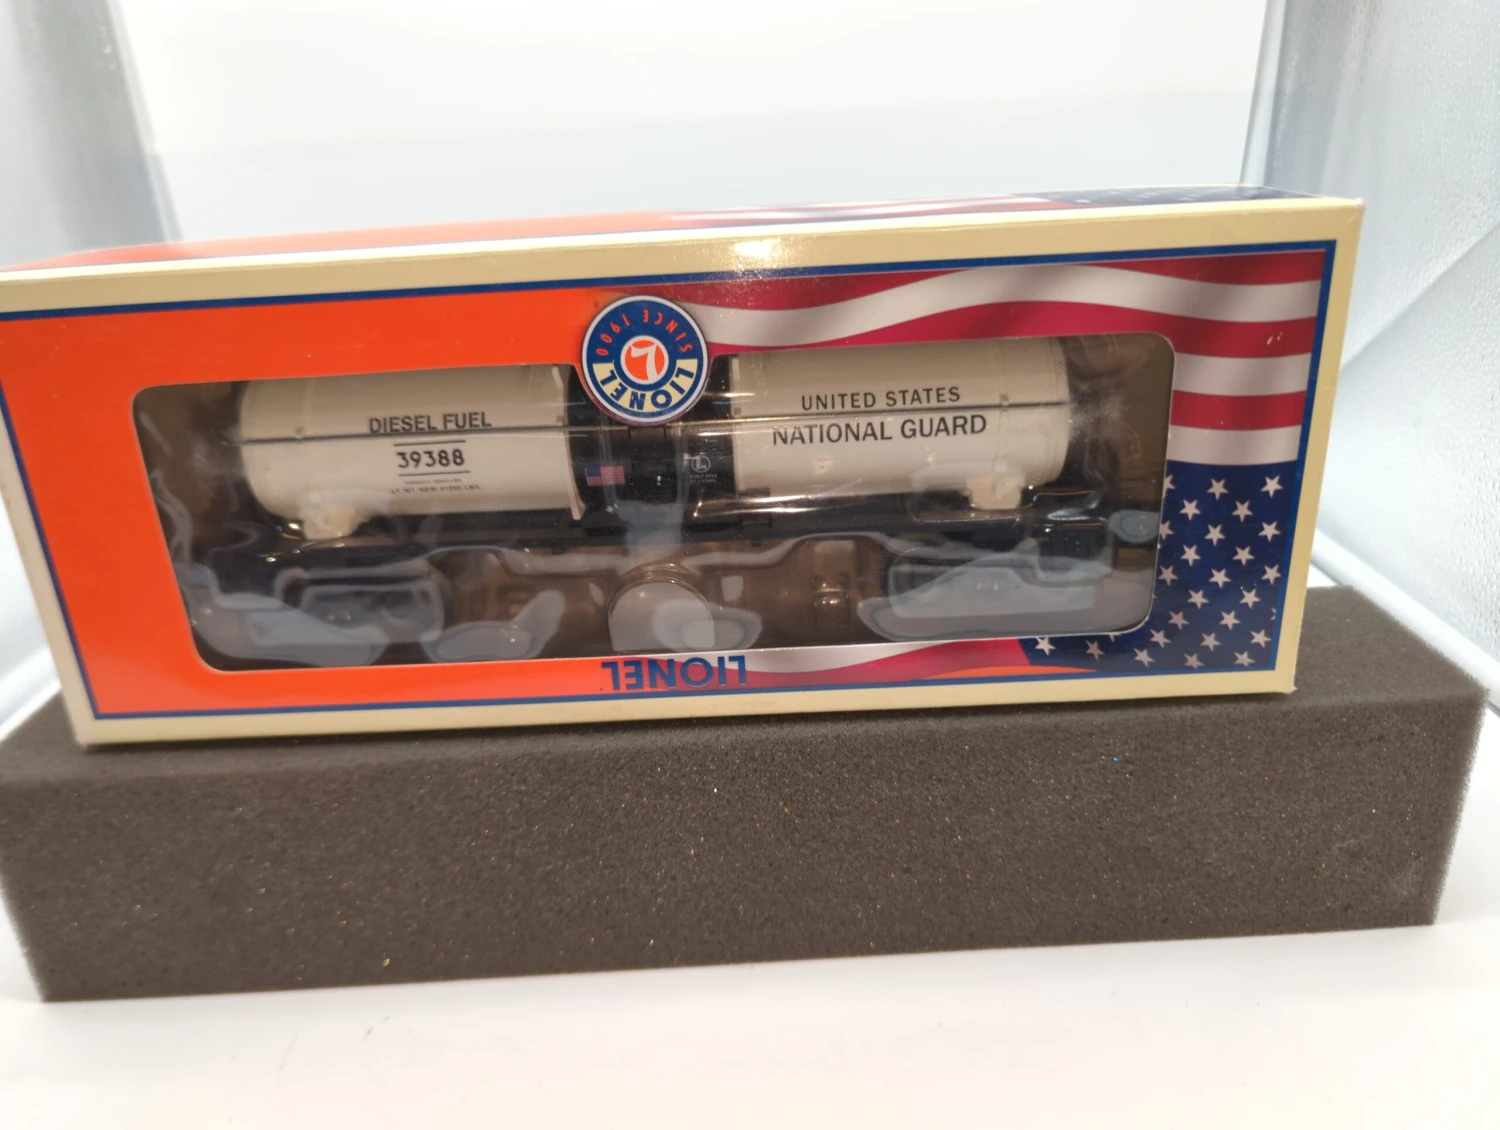 SINCE 1900
L
LIONEL
DIESEL FUEL
39388
UNITED STATES
NATIONAL GUARD
L
LIONEL